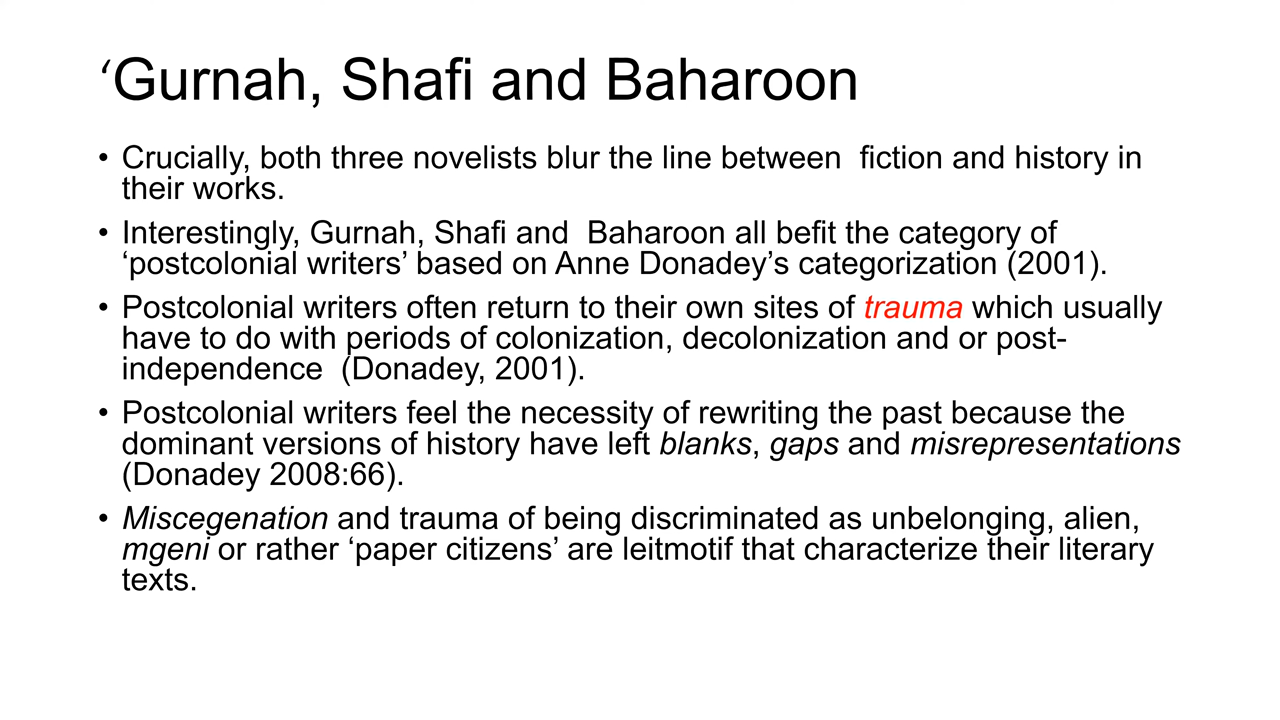 ‘Gurnah, Shafi and Baharoon
• Crucially, both three novelists blur the line between  fiction and history in
their works.
• Interestingly, Gurnah, Shafi and  Baharoon all befit the category of
‘postcolonial writers’ based on Anne Donadey’s categorization (2001).
• Postcolonial writers often return to their own sites of trauma which usually
have to do with periods of colonization, decolonization and or post-
independence  (Donadey, 2001).
• Postcolonial writers feel the necessity of rewriting the past because the
dominant versions of history have left blanks, gaps and misrepresentations
(Donadey 2008:66).
• Miscegenation and trauma of being discriminated as unbelonging, alien,
mgeni or rather ‘paper citizens’ are leitmotif that characterize their literary
texts.